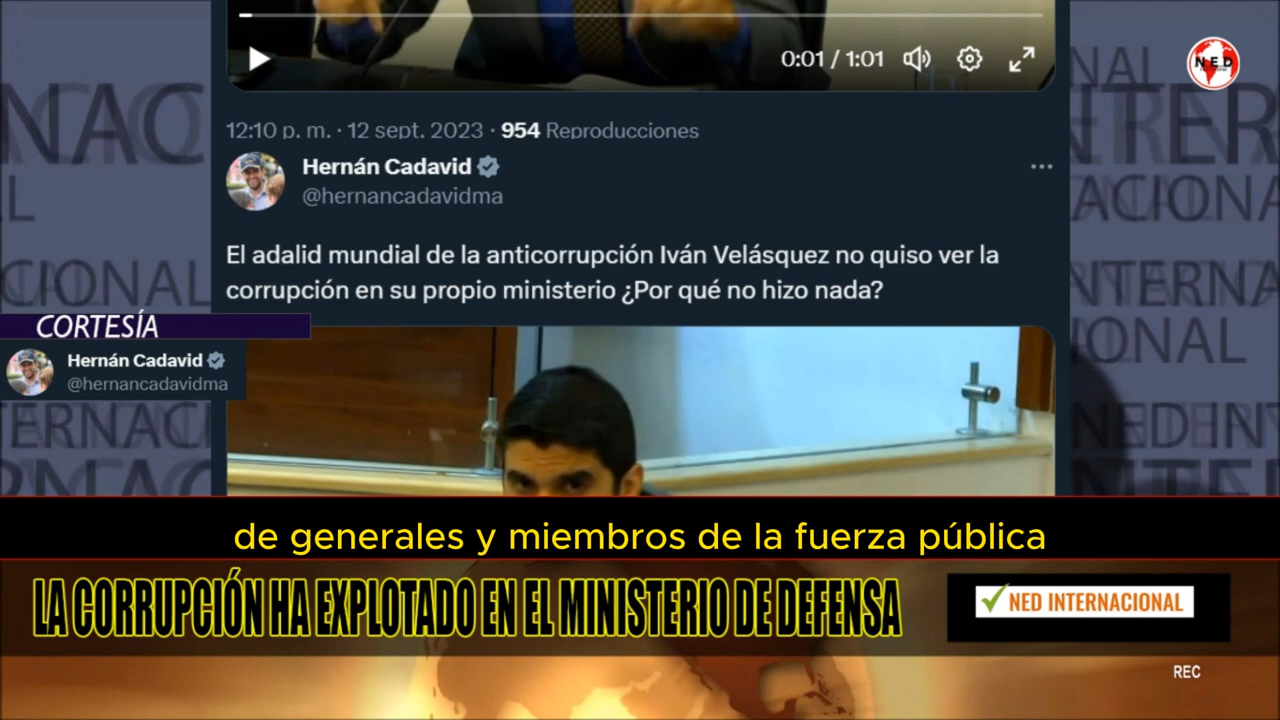 0:01 / 1:01
NED
12:10 p. m. · 12 sept. 2023 · 954 Reproducciones
Hernán Cadavid
@hernancadavidma
El adalid mundial de la anticorrupción Iván Velásquez no quiso ver la
corrupción en su propio ministerio ¿Por qué no hizo nada?
CORTESÍA
Hernán Cadavid
@hernancadavidma
de generales y miembros de la fuerza pública
LA CORRUPCIÓN HA EXPLOTADO EN EL MINISTERIO DE DEFENSA
NED INTERNACIONAL
REC